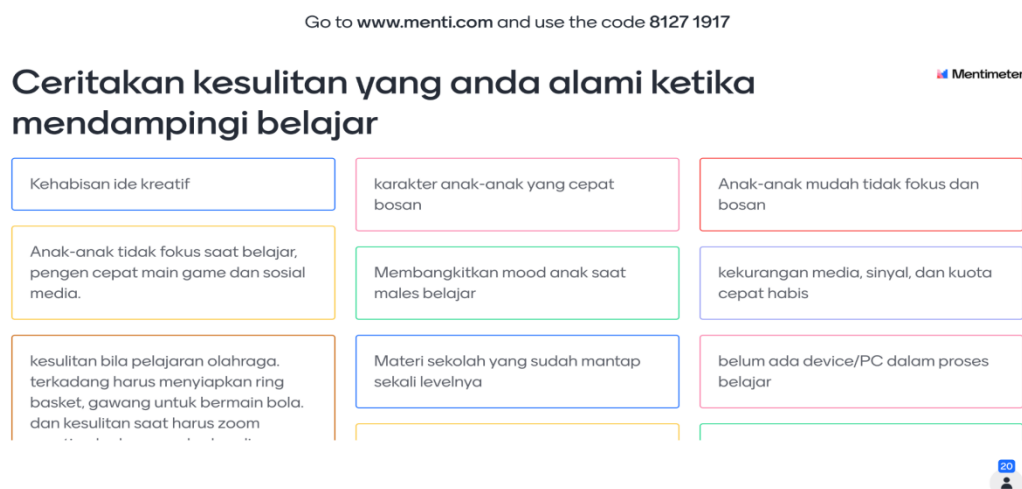 Go to www.menti.com and use the code 8127 1917
Mentimeter
Ceritakan kesulitan yang anda alami ketika
mendampingi belajar
Kehabisan ide kreatif
Anak-anak tidak fokus saat belajar,
pengen cepat main game dan sosial
media.
kesulitan bila pelajaran olahraga.
terkadang harus menyiapkan ring
basket, gawang untuk bermain bola.
dan kesulitan saat harus zoom
karakter anak-anak yang cepat
bosan
Membangkitkan mood anak saat
males belajar
Materi sekolah yang sudah mantap
sekali levelnya
Anak-anak mudah tidak fokus dan
bosan
kekurangan media, sinyal, dan kuota
cepat habis
belum ada device/PC dalam proses
belajar
20